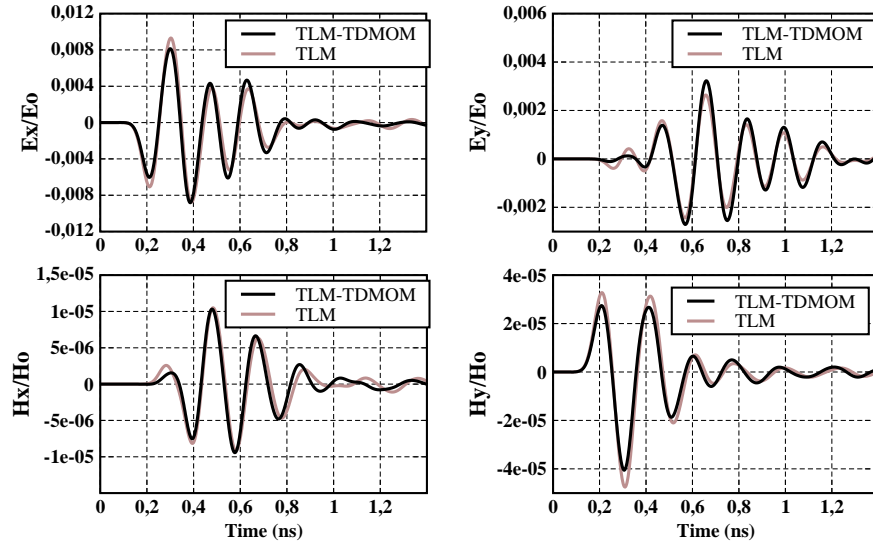 0,012
0,008
0,004
0
-0,004
-0,008
-0,012
Ex/Eo
TLM-TDMOM
TLM
0 0,2 0,4 0,6 0,8 1 1,2
0,006
0,004
0,002
0
-0,002
Ey/Eo
TLM-TDMOM
TLM
0 0,2 0,4 0,6 0,8 1 1,2
1,5e-05
1e-05
5e-06
0
-5e-06
-1e-05
Hx/Ho
TLM-TDMOM
TLM
0 0,2 0,4 0,6 0,8 1 1,2
Time (ns)
4e-05
2e-05
0
-2e-05
-4e-05
Hy/Ho
TLM-TDMOM
TLM
0 0,2 0,4 0,6 0,8 1 1,2
Time (ns)